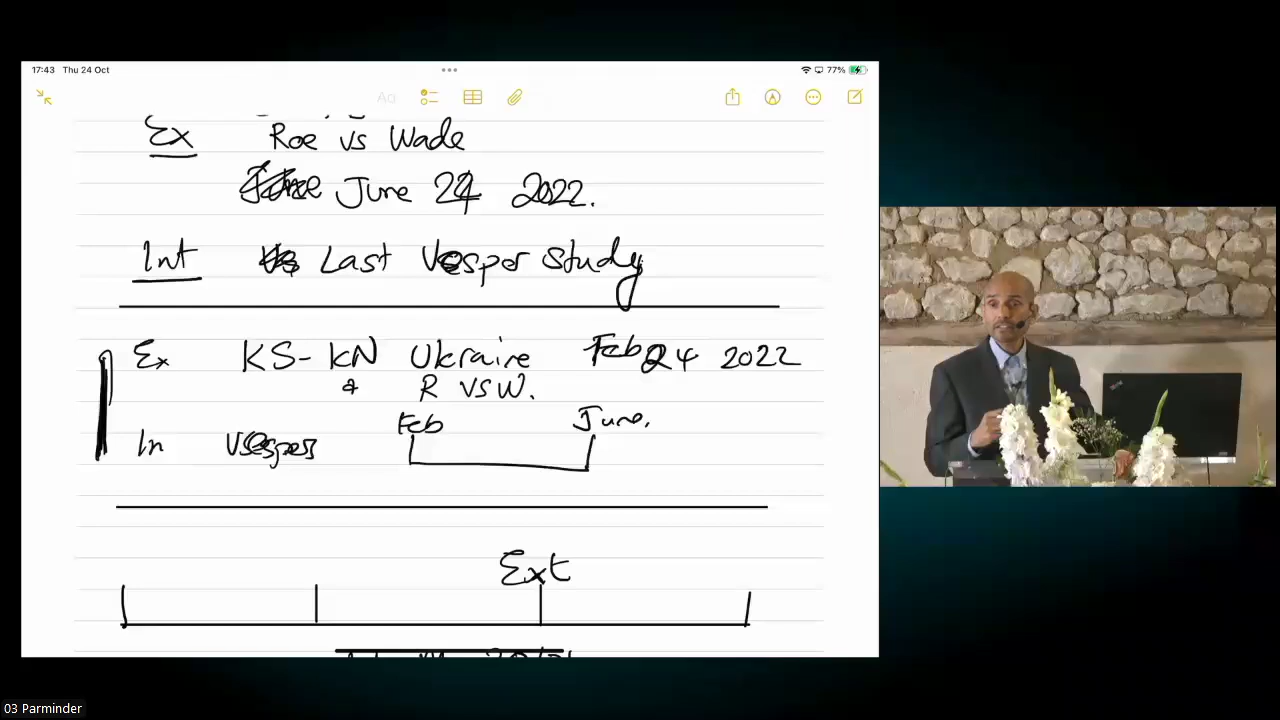 17:43 Thu 24 Oct 77%
Ex Roe vs Wade
June 24 2022.
Int Last Vesper study
Ex KS-KN Ukraine Feb 24 2022
& R VS W.
Feb June.
In Vespers
Ext
03 Parminder